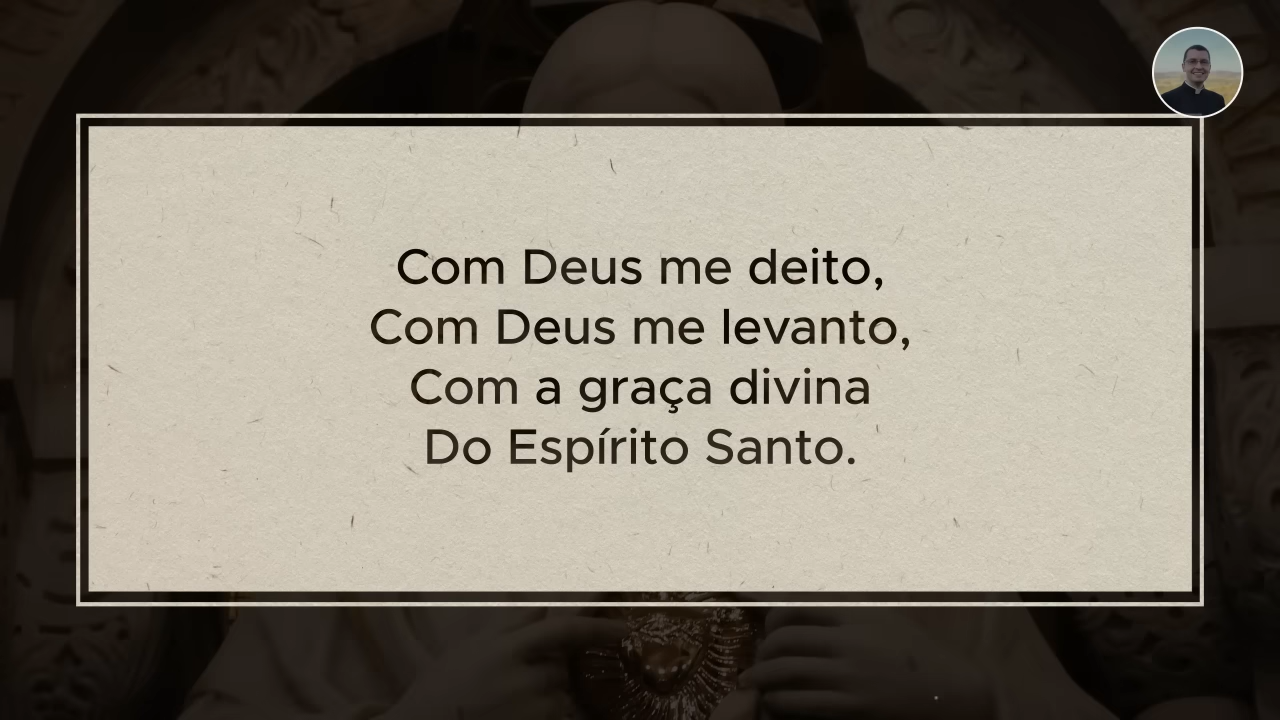 Com Deus me deito,
Com Deus me levanto,
Com a graça divina
Do Espírito Santo.